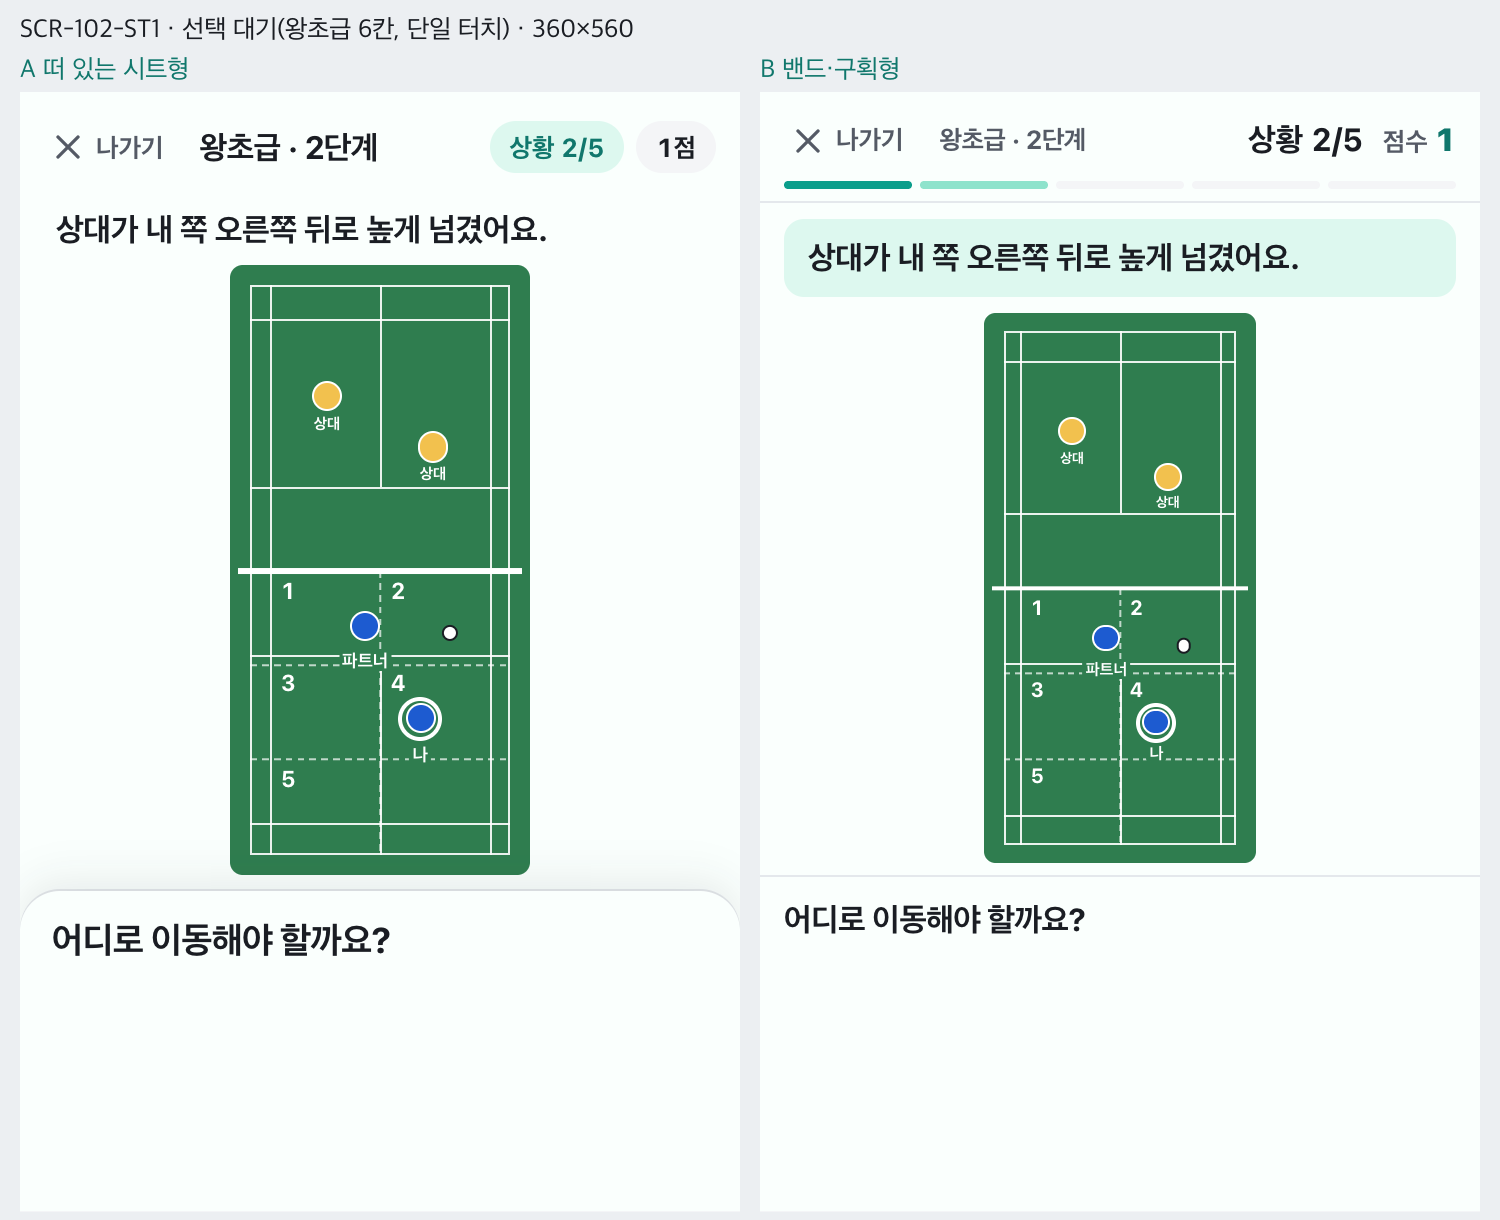 SCR-102-ST1 · 선택 대기(왕초급 6칸, 단일 터치) · 360×560
A 떠 있는 시트형
나가기 왕초급 · 2단계 상황 2/5 1점
상대가 내 쪽 오른쪽 뒤로 높게 넘겼어요.
상대
상대
1 2
파트너
3 4
나
5
어디로 이동해야 할까요?
B 밴드·구획형
나가기 왕초급 · 2단계 상황 2/5 점수 1
상대가 내 쪽 오른쪽 뒤로 높게 넘겼어요.
상대
상대
1 2
파트너
3 4
나
5
어디로 이동해야 할까요?